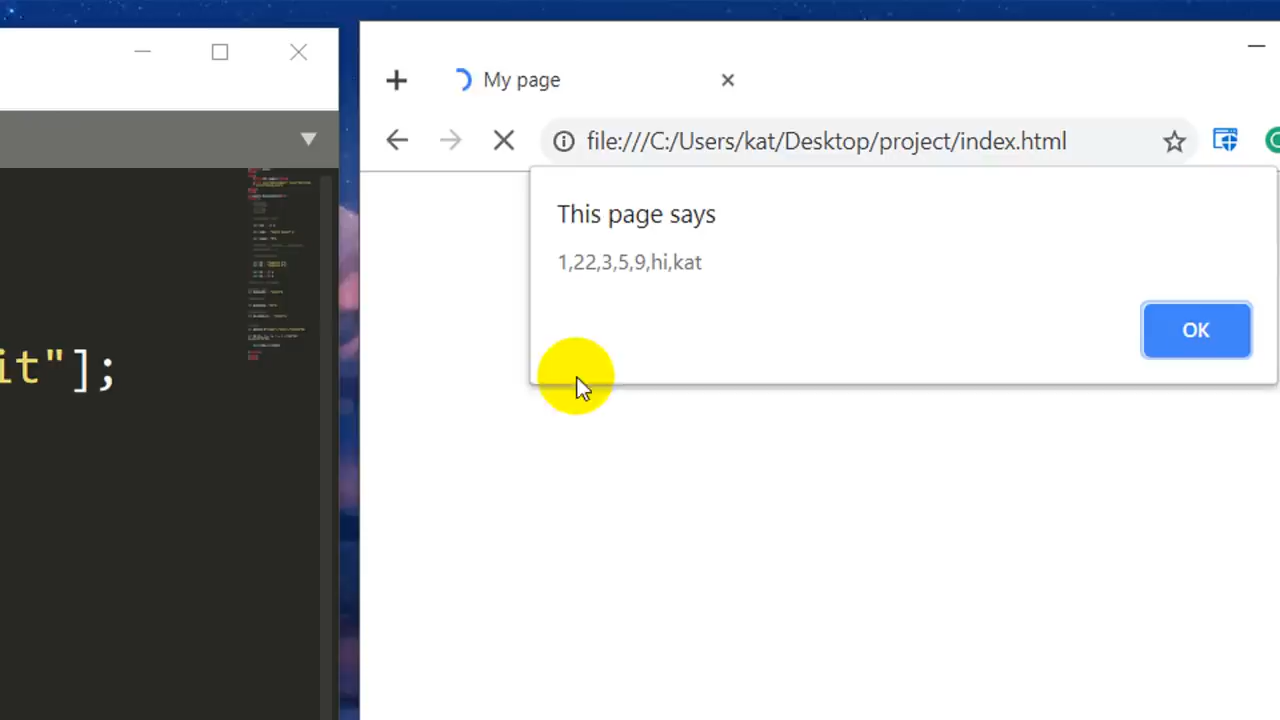 My page
file:///C:/Users/kat/Desktop/project/index.html
This page says
1,22,3,5,9,hi,kat
OK
it"];